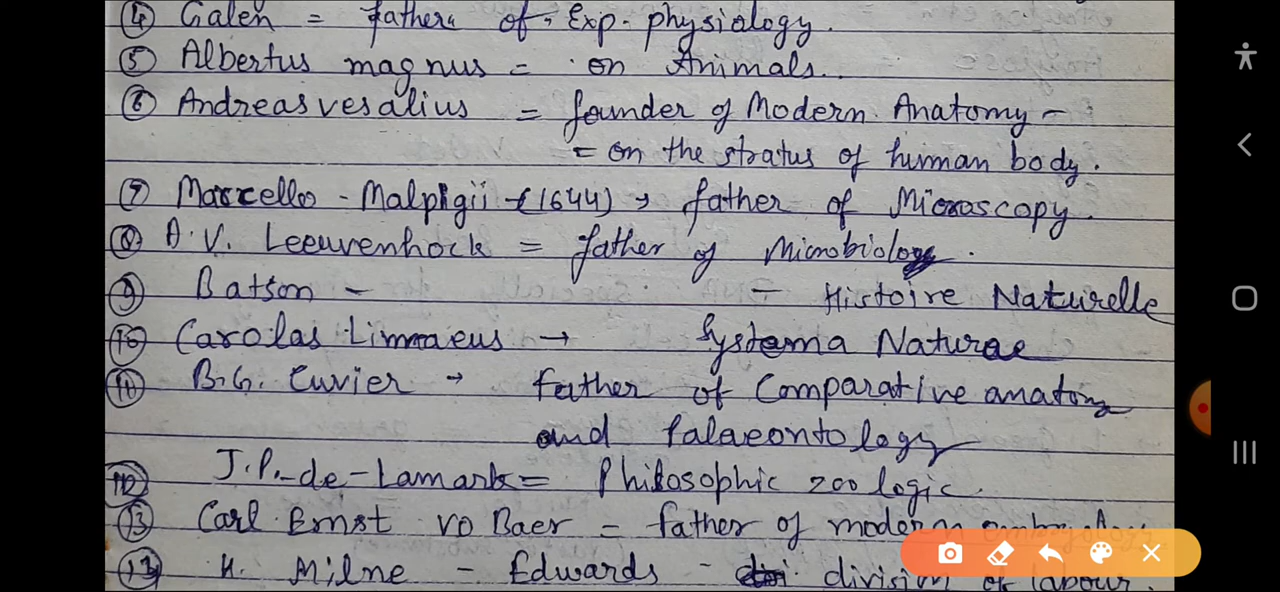 ④ Galen = father of Exp. physiology.
⑤ Albertus magnus = on Animals.
⑥ Andreas vesalius = founder of Modern Anatomy -
= on the stratus of human body.
⑦ Marcello - Malpigii - (1644) → father of Microscopy.
⑧ A.V. Leeuvenhock = father of Microbiology.
⑨ Batson - - Histoire Naturelle
⑩ Carolas Linnaeus → Systema Naturae
⑪ B.G. Cuvier → father of Comparative anatomy
and Palaeontology
⑫ J.P.-de-Lamark = Philosophic zoologic.
⑬ Carl Ernst vo Baer = father of modern embryology
H. Milne - Edwards - division of labour.